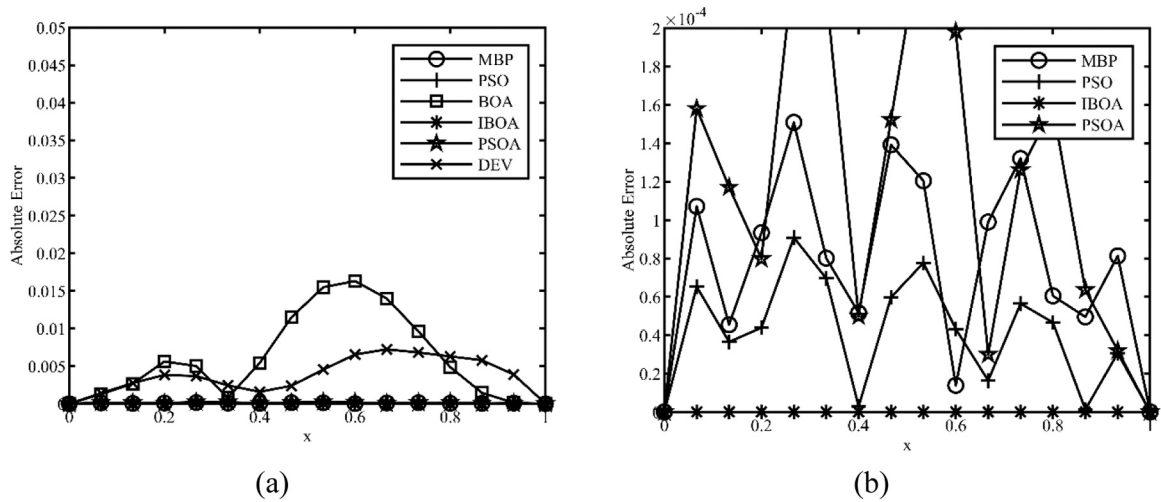 (a)
0.05
0.045
0.04
0.035
0.03
0.025
0.02
0.015
0.01
0.005
0
Absolute Error
0 0.2 0.4 0.6 0.8 1
x
MBP
PSO
BOA
IBOA
PSOA
DEV
(a)
(b)
×10⁻⁴
2
1.8
1.6
1.4
1.2
1
0.8
0.6
0.4
0.2
0
Absolute Error
0 0.2 0.4 0.6 0.8 1
x
MBP
PSO
IBOA
PSOA
(b)